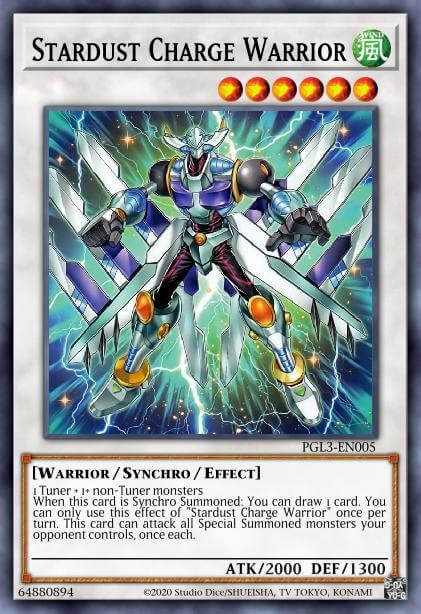 Stardust Charge Warrior
WIND
風
PGL3-EN005
[Warrior / Synchro / Effect]
1 Tuner + 1+ non-Tuner monsters
When this card is Synchro Summoned: You can draw 1 card. You
can only use this effect of "Stardust Charge Warrior" once per
turn. This card can attack all Special Summoned monsters your
opponent controls, once each.
ATK/2000 DEF/1300
64880894
©2020 Studio Dice/SHUEISHA, TV TOKYO, KONAMI